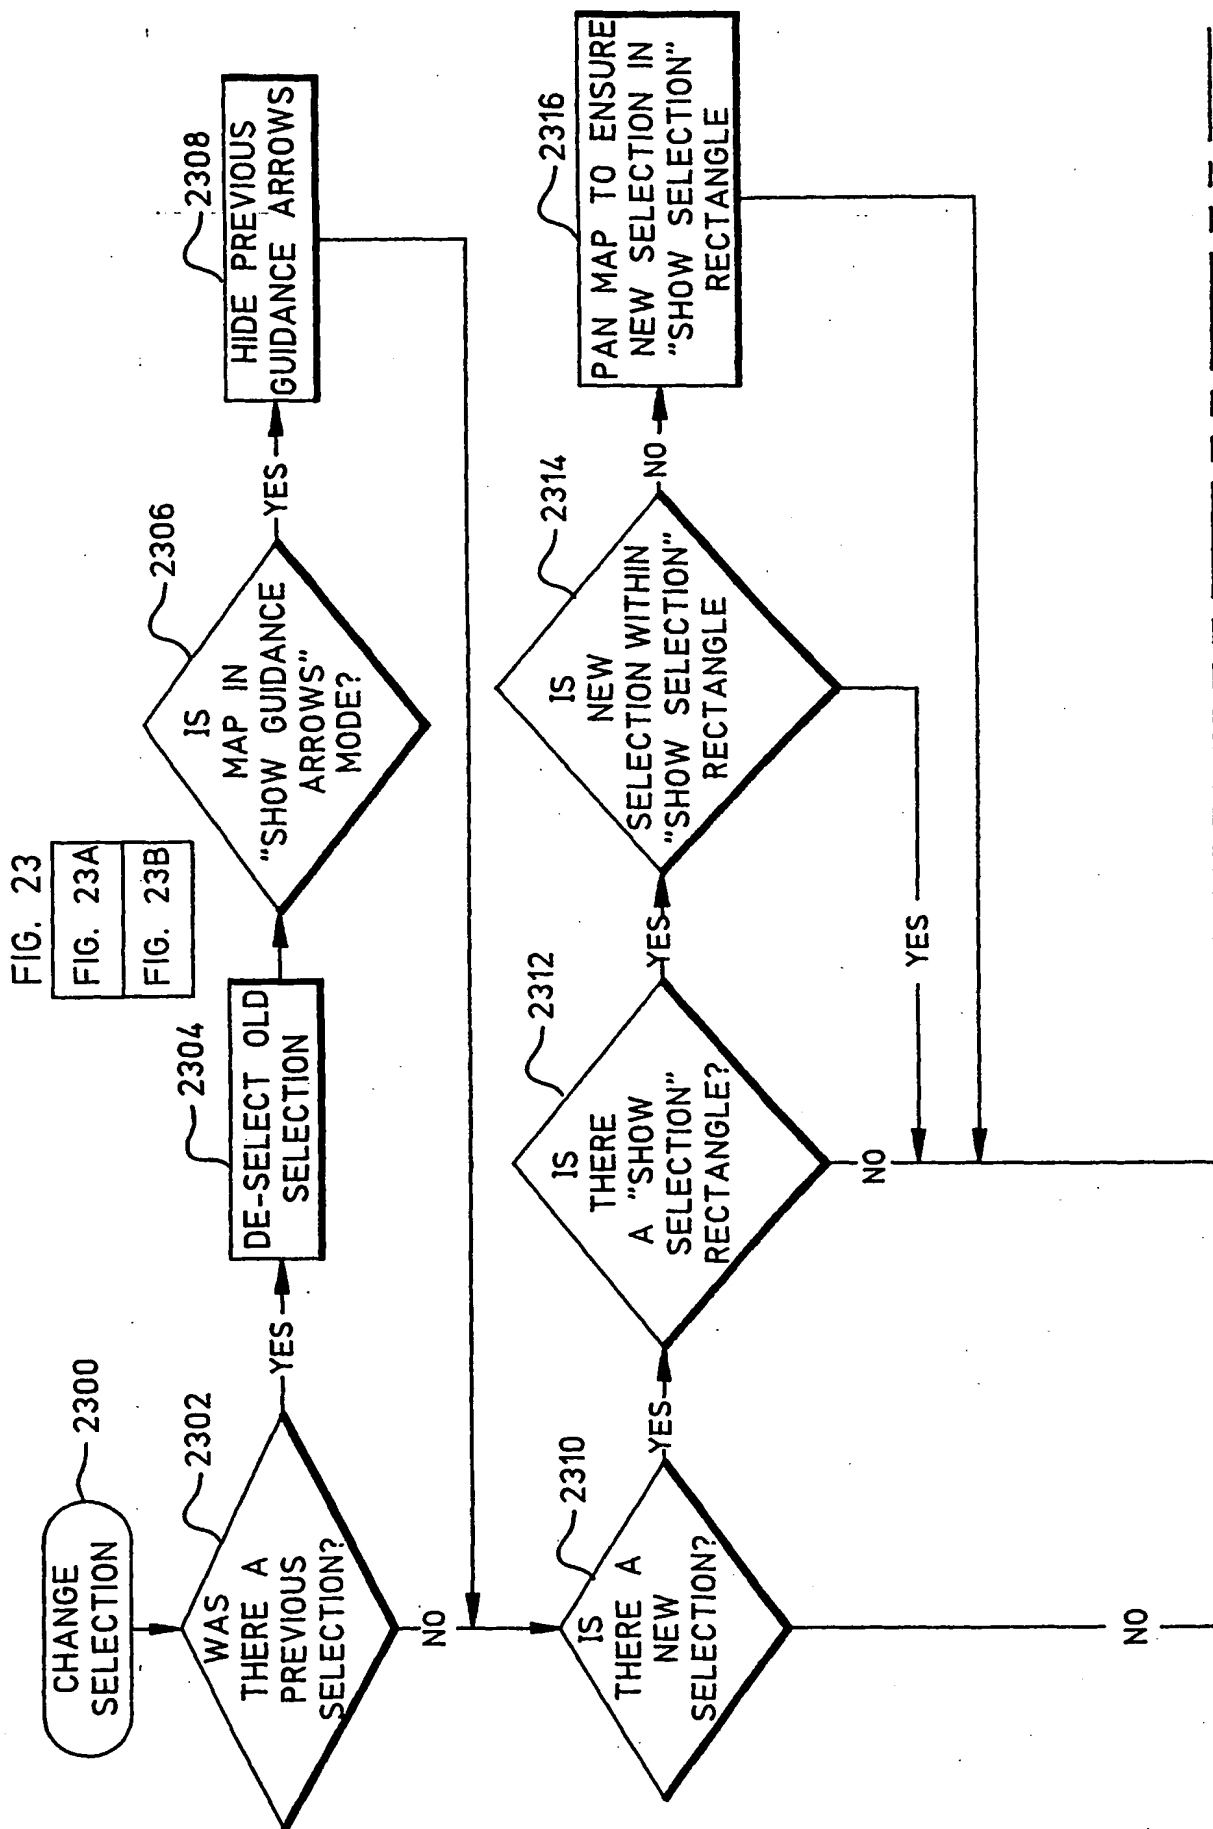 FIG. 23
FIG. 23A
FIG. 23B
CHANGE
SELECTION
2300
WAS
THERE A
PREVIOUS
SELECTION?
2302
YES
NO
DE-SELECT OLD
SELECTION
2304
IS
MAP IN
"SHOW GUIDANCE
ARROWS"
MODE?
2306
YES
HIDE PREVIOUS
GUIDANCE ARROWS
2308
IS
THERE A
NEW
SELECTION?
2310
YES
NO
IS
THERE
A "SHOW
SELECTION"
RECTANGLE?
2312
YES
NO
IS
NEW
SELECTION WITHIN
"SHOW SELECTION"
RECTANGLE
2314
NO
YES
PAN MAP TO ENSURE
NEW SELECTION IN
"SHOW SELECTION"
RECTANGLE
2316